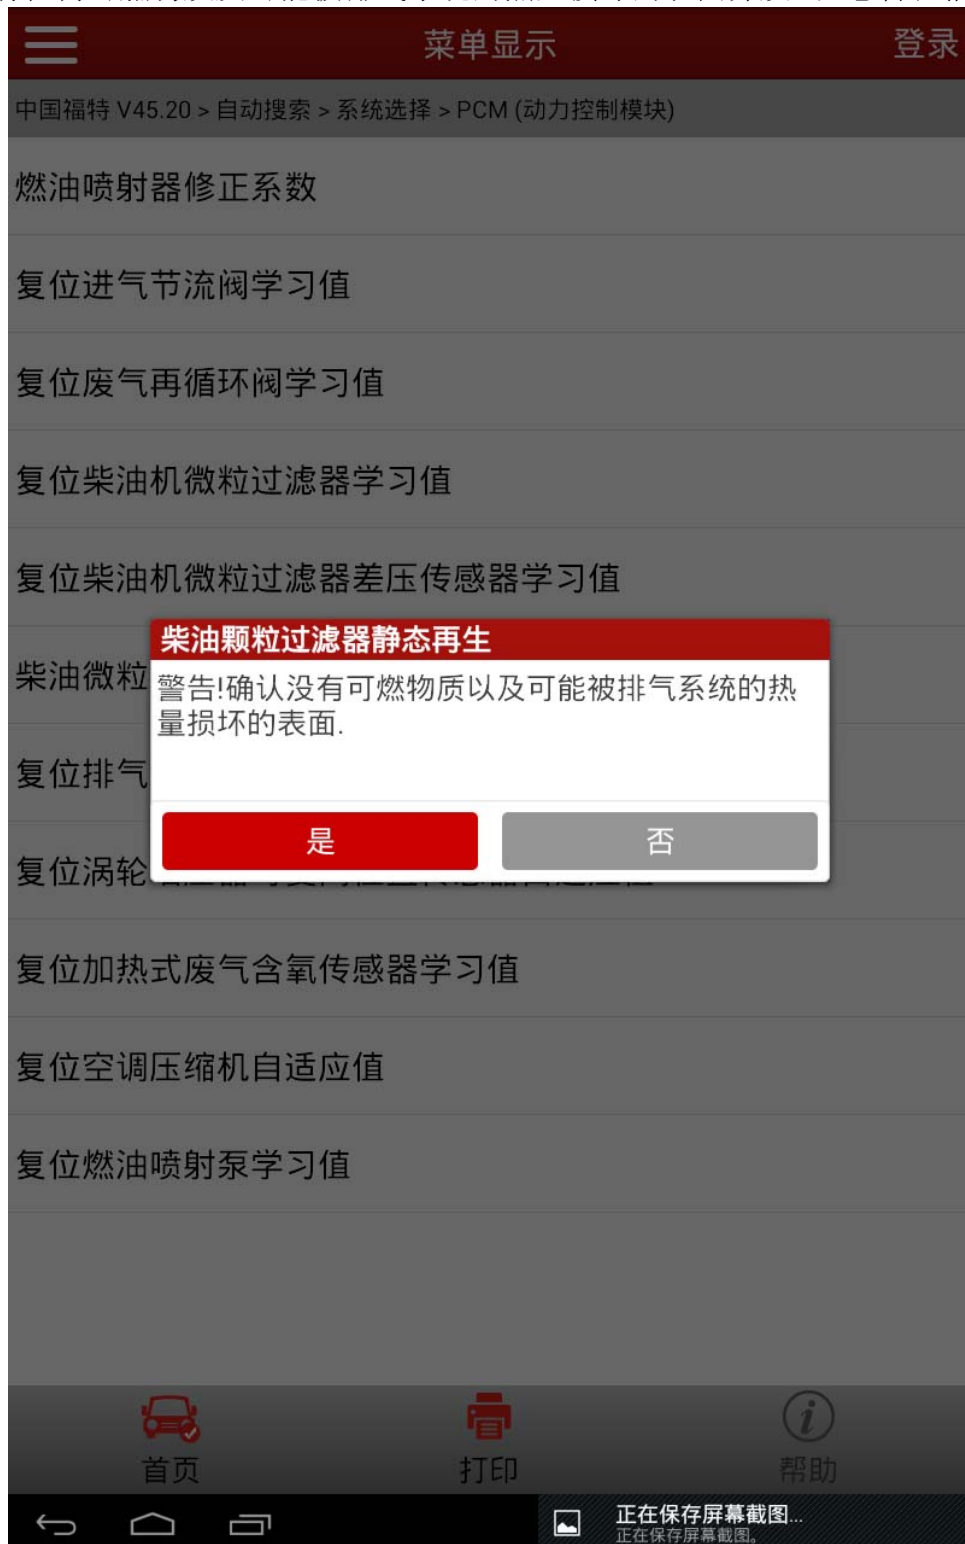 菜单显示
登录
中国福特 V45.20 > 自动搜索 > 系统选择 > PCM (动力控制模块)
燃油喷射器修正系数
复位进气节流阀学习值
复位废气再循环阀学习值
复位柴油机微粒过滤器学习值
复位柴油机微粒过滤器差压传感器学习值
柴油微粒
柴油颗粒过滤器静态再生
警告!确认没有可燃物质以及可能被排气系统的热
量损坏的表面.
复位排气
是
否
复位涡轮
复位加热式废气含氧传感器学习值
复位空调压缩机自适应值
复位燃油喷射泵学习值
首页
打印
帮助
正在保存屏幕截图...
正在保存屏幕截图。